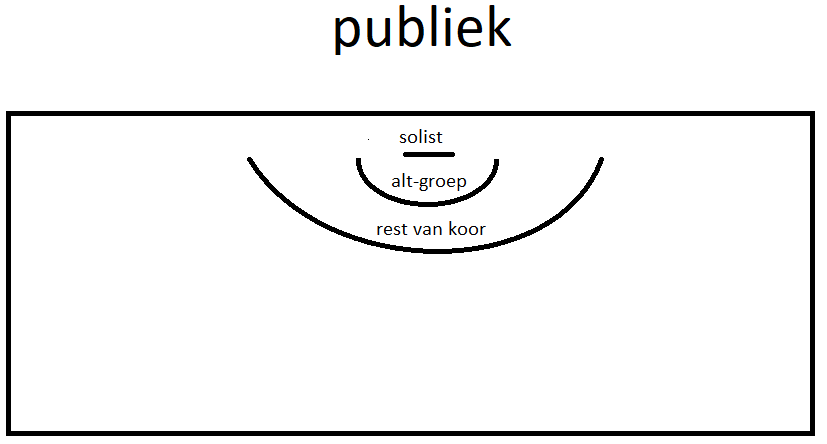 publiek
solist
alt-groep
rest van koor